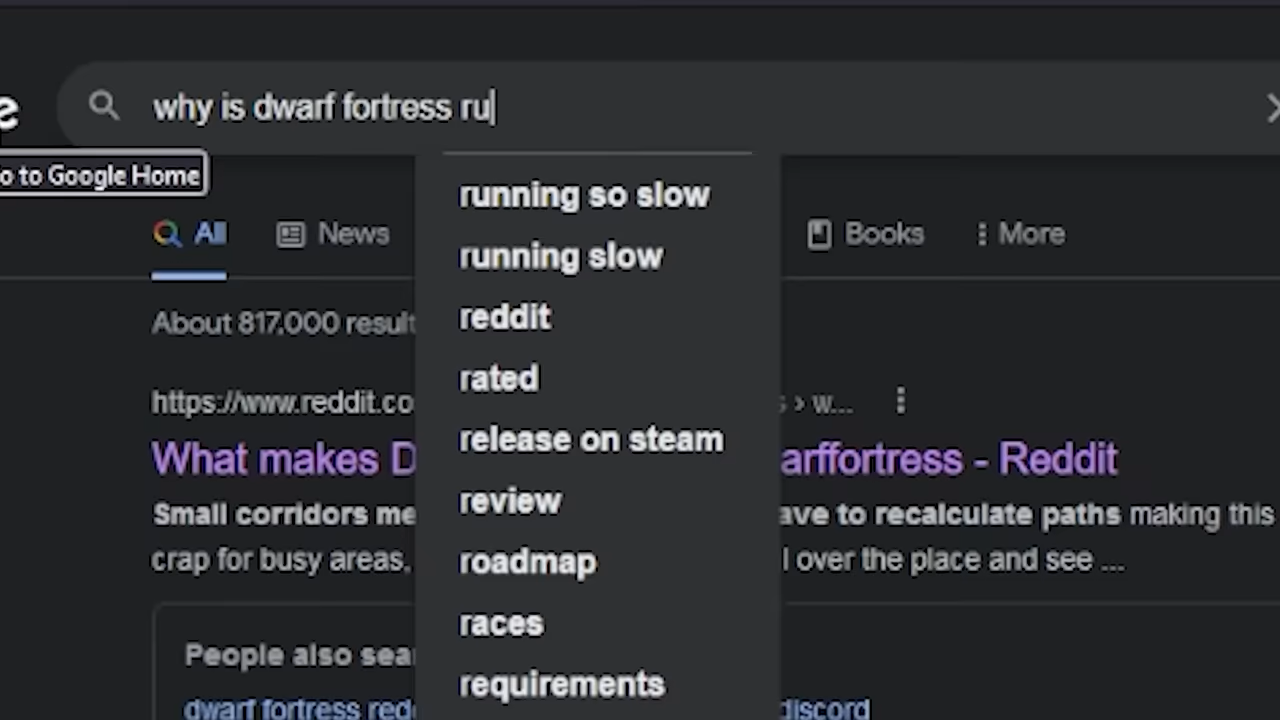 e
why is dwarf fortress ru
o to Google Home
running so slow
running slow
reddit
rated
release on steam
review
roadmap
races
requirements
All News Books More
About 817,000 result
https://www.reddit.co › w...
What makes D arffortress - Reddit
Small corridors me ave to recalculate paths making this
crap for busy areas, l over the place and see ...
People also sea
dwarf fortress redd discord